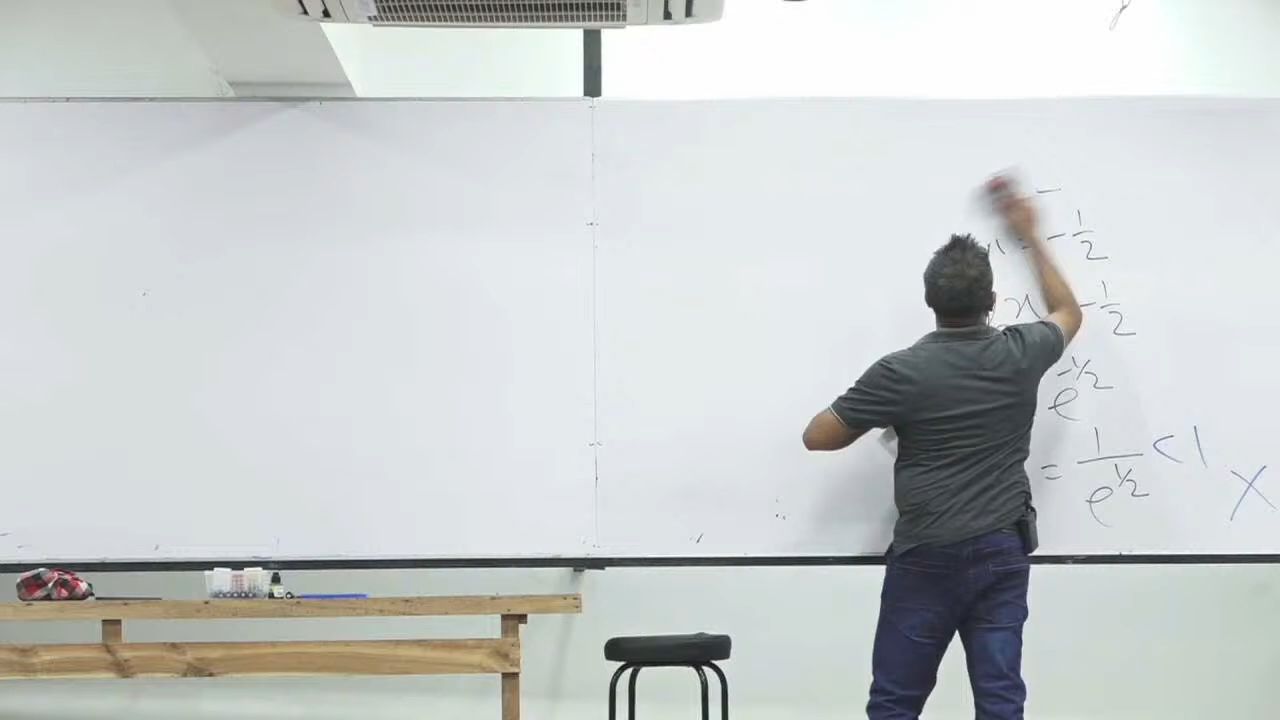 = -1/2
x -1/2
e^{-1/2}
= 1/e^{1/2} < 1 X